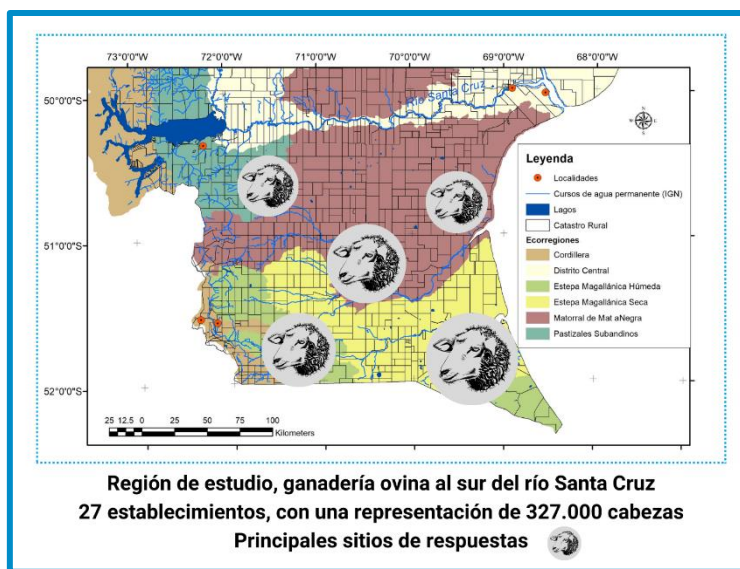 73°0'0"W 72°0'0"W 71°0'0"W 70°0'0"W 69°0'0"W 68°0'0"W
50°0'0"S
Río Santa Cruz
Leyenda
Localidades
Cursos de agua permanente (IGN)
Lagos
Catastro Rural
Ecorregiones
Cordillera
Distrito Central
Estepa Magallánica Húmeda
Estepa Magallánica Seca
Matorral de Mat aNegra
Pastizales Subandinos
51°0'0"S
52°0'0"S
25 12.5 0 25 50 75 100
Kilometers
Región de estudio, ganadería ovina al sur del río Santa Cruz
27 establecimientos, con una representación de 327.000 cabezas
Principales sitios de respuestas